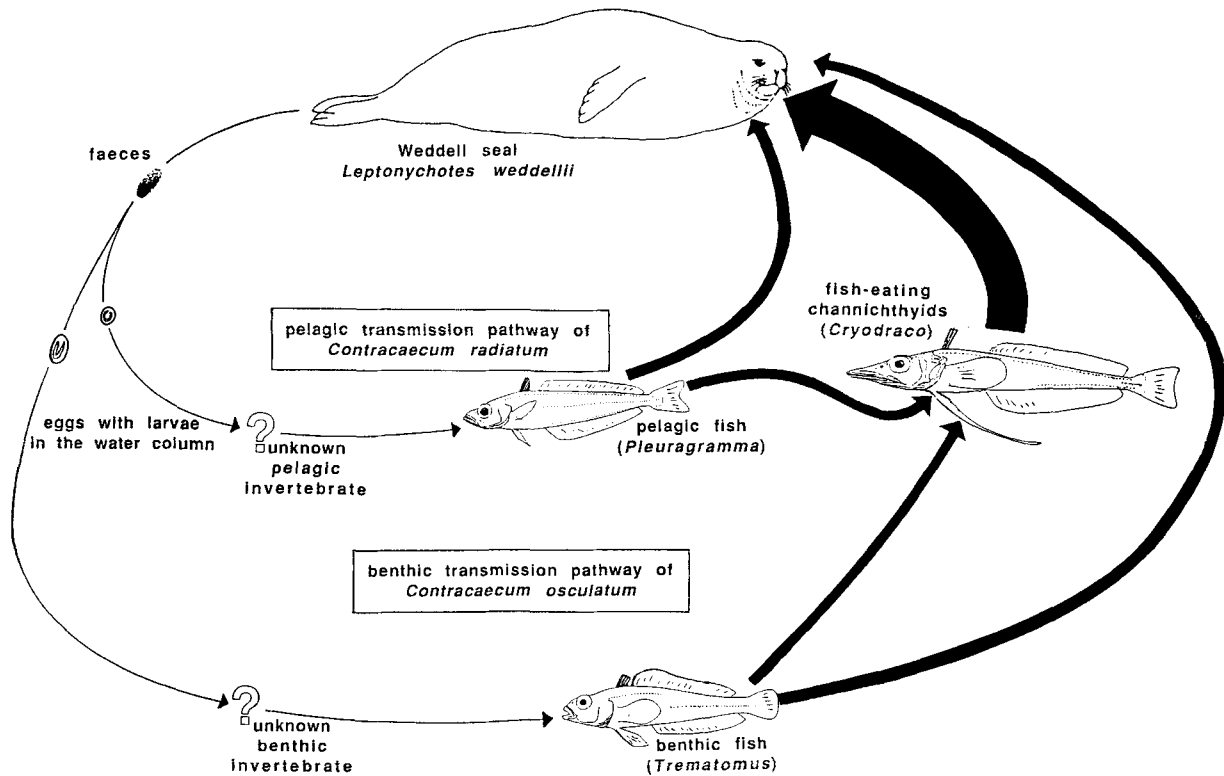 Weddell seal
Leptonychotes weddellii
faeces
fish-eating
channichthyids
(Cryodraco)
pelagic transmission pathway of
Contracaecum radiatum
eggs with larvae
in the water column
?
unknown
pelagic
invertebrate
pelagic fish
(Pleuragramma)
benthic transmission pathway of
Contracaecum osculatum
?
unknown
benthic
invertebrate
benthic fish
(Trematomus)